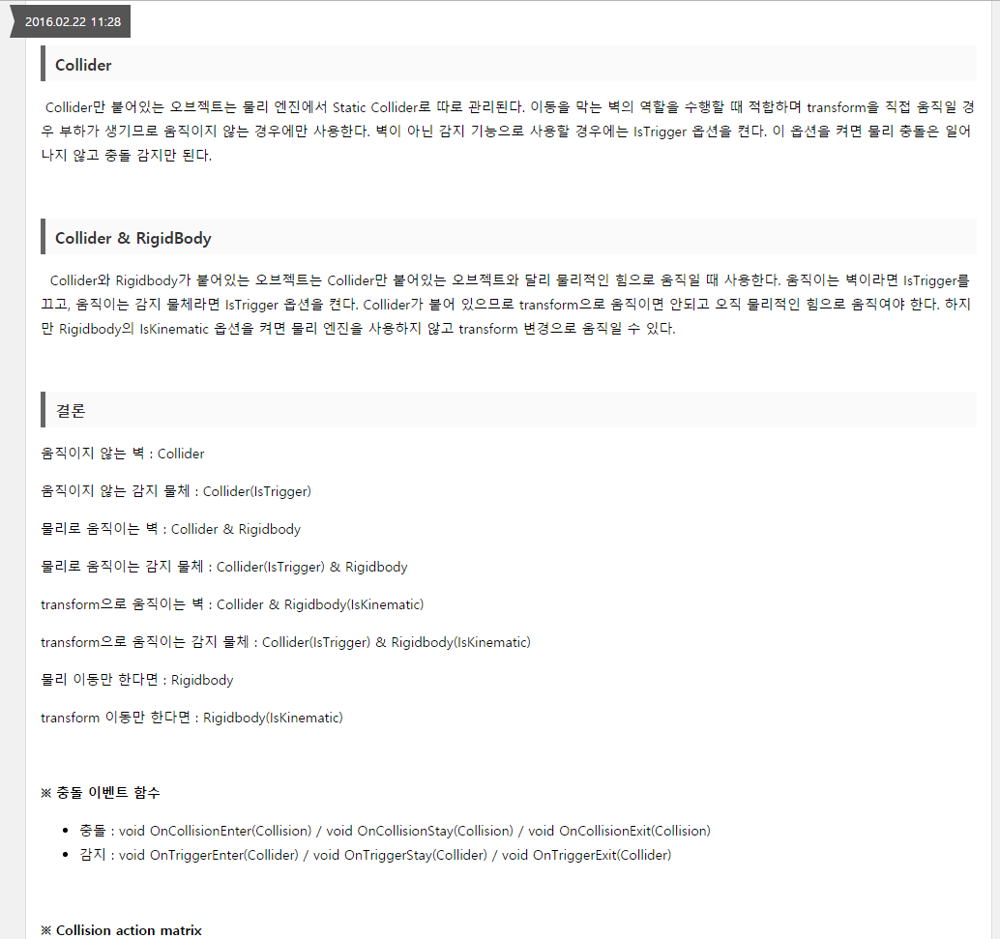 2016.02.22 11:28
Collider
Collider만 붙어있는 오브젝트는 물리 엔진에서 Static Collider로 따로 관리된다. 이동을 막는 벽의 역할을 수행할 때 적합하며 transform을 직접 움직일 경
우 부하가 생기므로 움직이지 않는 경우에만 사용한다. 벽이 아닌 감지 기능으로 사용할 경우에는 IsTrigger 옵션을 켠다. 이 옵션을 켜면 물리 충돌은 일어
나지 않고 충돌 감지만 된다.
Collider & RigidBody
Collider와 Rigidbody가 붙어있는 오브젝트는 Collider만 붙어있는 오브젝트와 달리 물리적인 힘으로 움직일 때 사용한다. 움직이는 벽이라면 IsTrigger를
끄고, 움직이는 감지 물체라면 IsTrigger 옵션을 켠다. Collider가 붙어 있으므로 transform으로 움직이면 안되고 오직 물리적인 힘으로 움직여야 한다. 하지
만 Rigidbody의 IsKinematic 옵션을 켜면 물리 엔진을 사용하지 않고 transform 변경으로 움직일 수 있다.
결론
움직이지 않는 벽 : Collider
움직이지 않는 감지 물체 : Collider(IsTrigger)
물리로 움직이는 벽 : Collider & Rigidbody
물리로 움직이는 감지 물체 : Collider(IsTrigger) & Rigidbody
transform으로 움직이는 벽 : Collider & Rigidbody(IsKinematic)
transform으로 움직이는 감지 물체 : Collider(IsTrigger) & Rigidbody(IsKinematic)
물리 이동만 한다면 : Rigidbody
transform 이동만 한다면 : Rigidbody(IsKinematic)
※ 충돌 이벤트 함수
• 충돌 : void OnCollisionEnter(Collision) / void OnCollisionStay(Collision) / void OnCollisionExit(Collision)
• 감지 : void OnTriggerEnter(Collider) / void OnTriggerStay(Collider) / void OnTriggerExit(Collider)
※ Collision action matrix